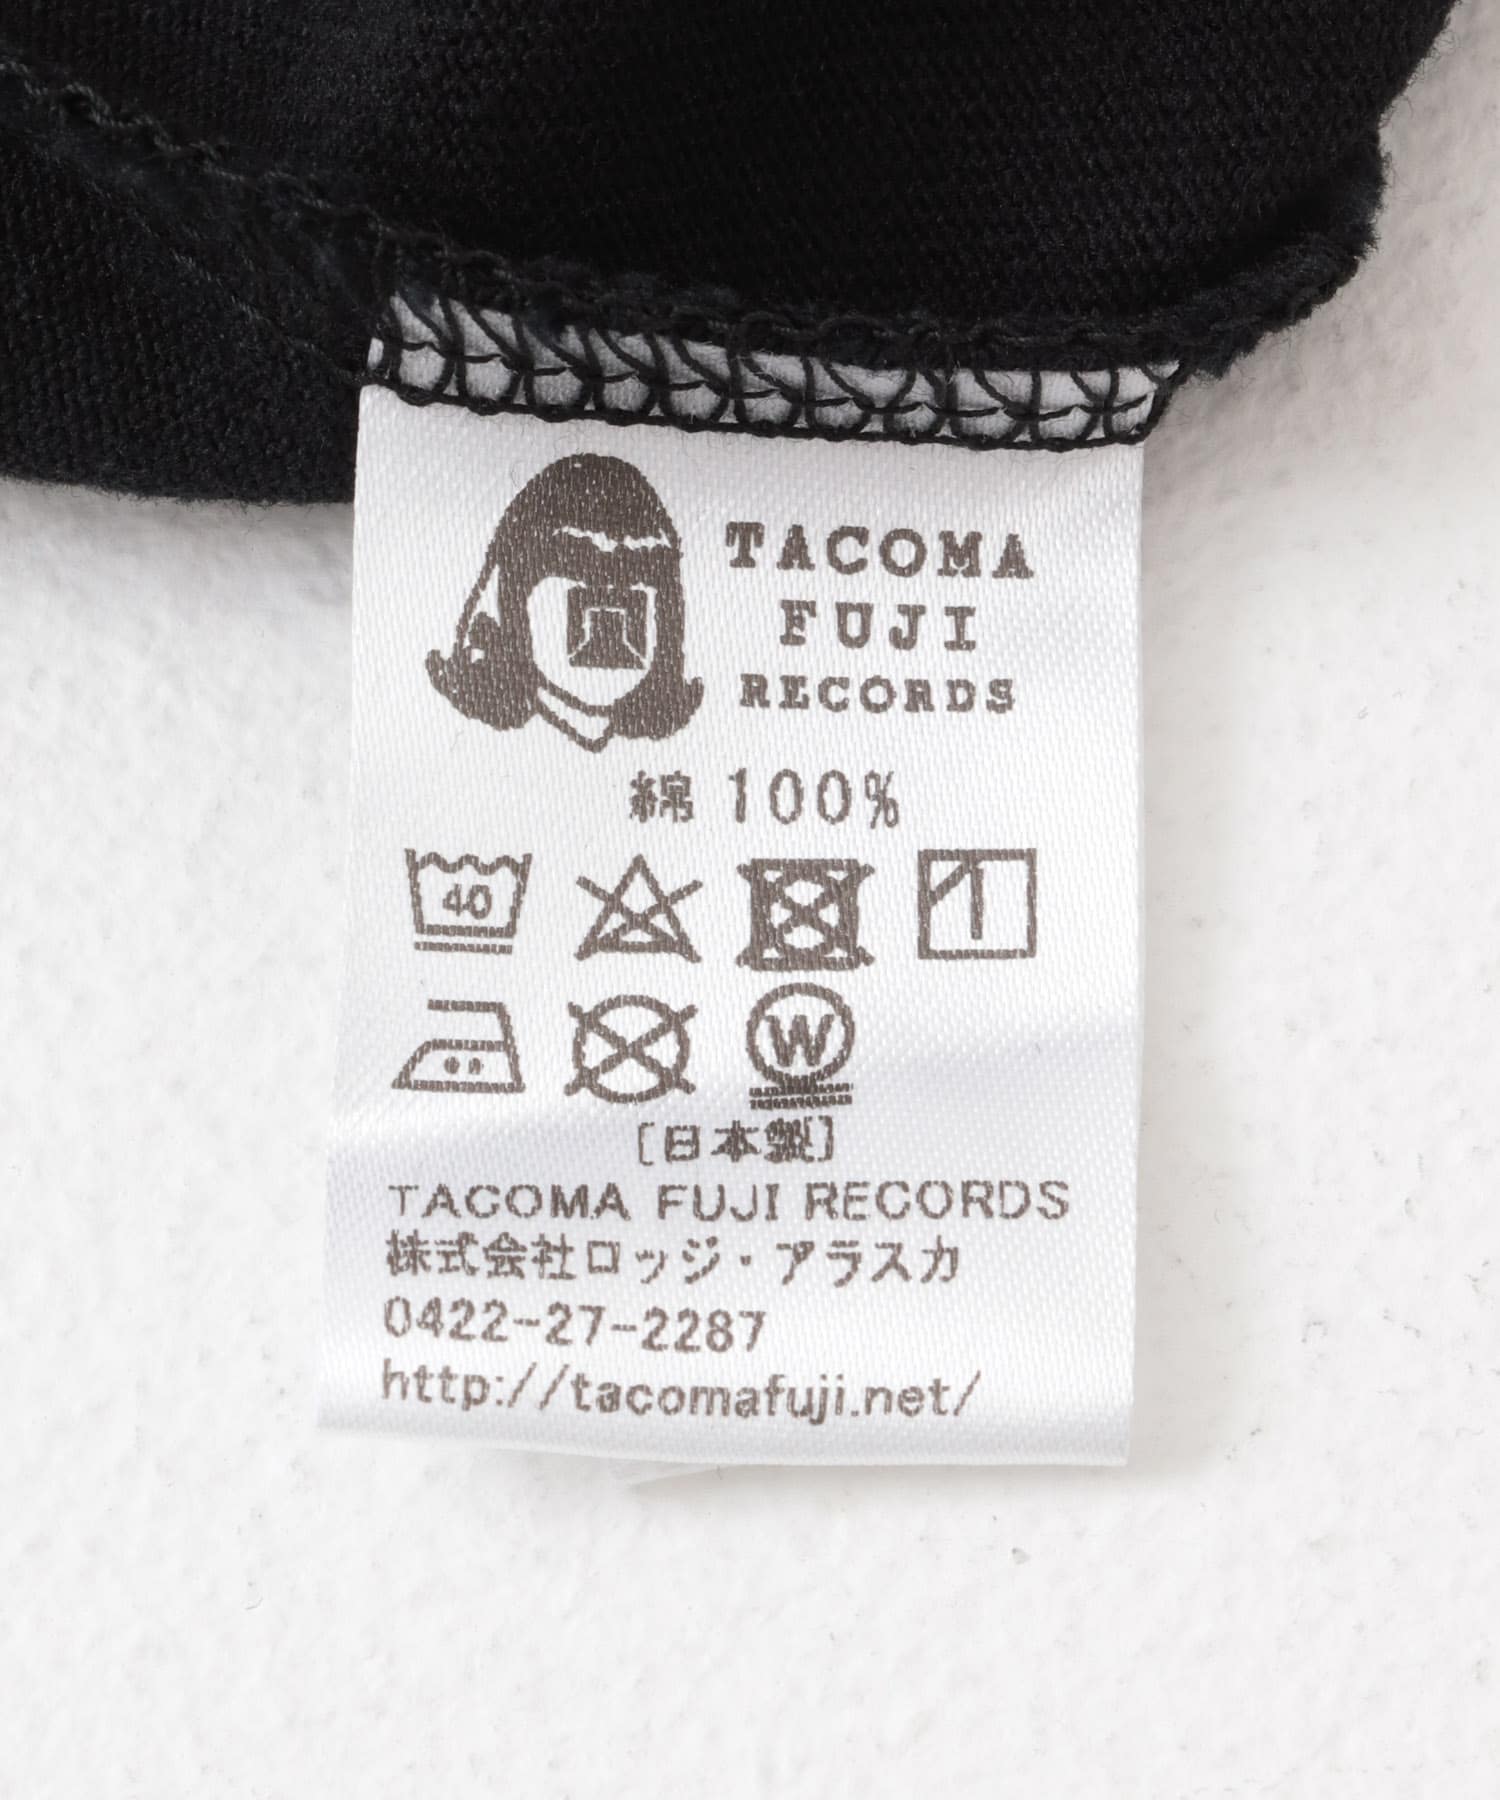 TACOMA
FUJI
RECORDS
綿 100%
40
W
[日本製]
TACOMA FUJI RECORDS
株式会社ロッジ・アラスカ
0422-27-2287
http://tacomafuji.net/